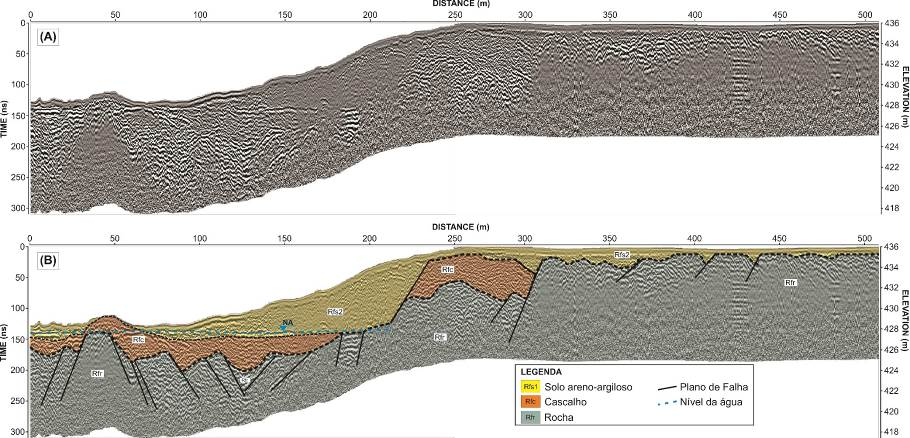 DISTANCE (m)
0 50 100 150 200 250 300 350 400 450 500
(A)
TIME (ns)
0
50
100
150
200
250
300
ELEVATION (m)
436
434
432
430
428
426
424
422
420
418
DISTANCE (m)
0 50 100 150 200 250 300 350 400 450 500
(B)
TIME (ns)
0
50
100
150
200
250
300
ELEVATION (m)
436
434
432
430
428
426
424
422
420
418
Rfs2
Rfc
Rfr
Rfs2
NA
Rfc
Rfr
Rfr
LEGENDA
Rfs1 Solo areno-argiloso
Rfc Cascalho
Rfr Rocha
Plano de Falha
Nível da água